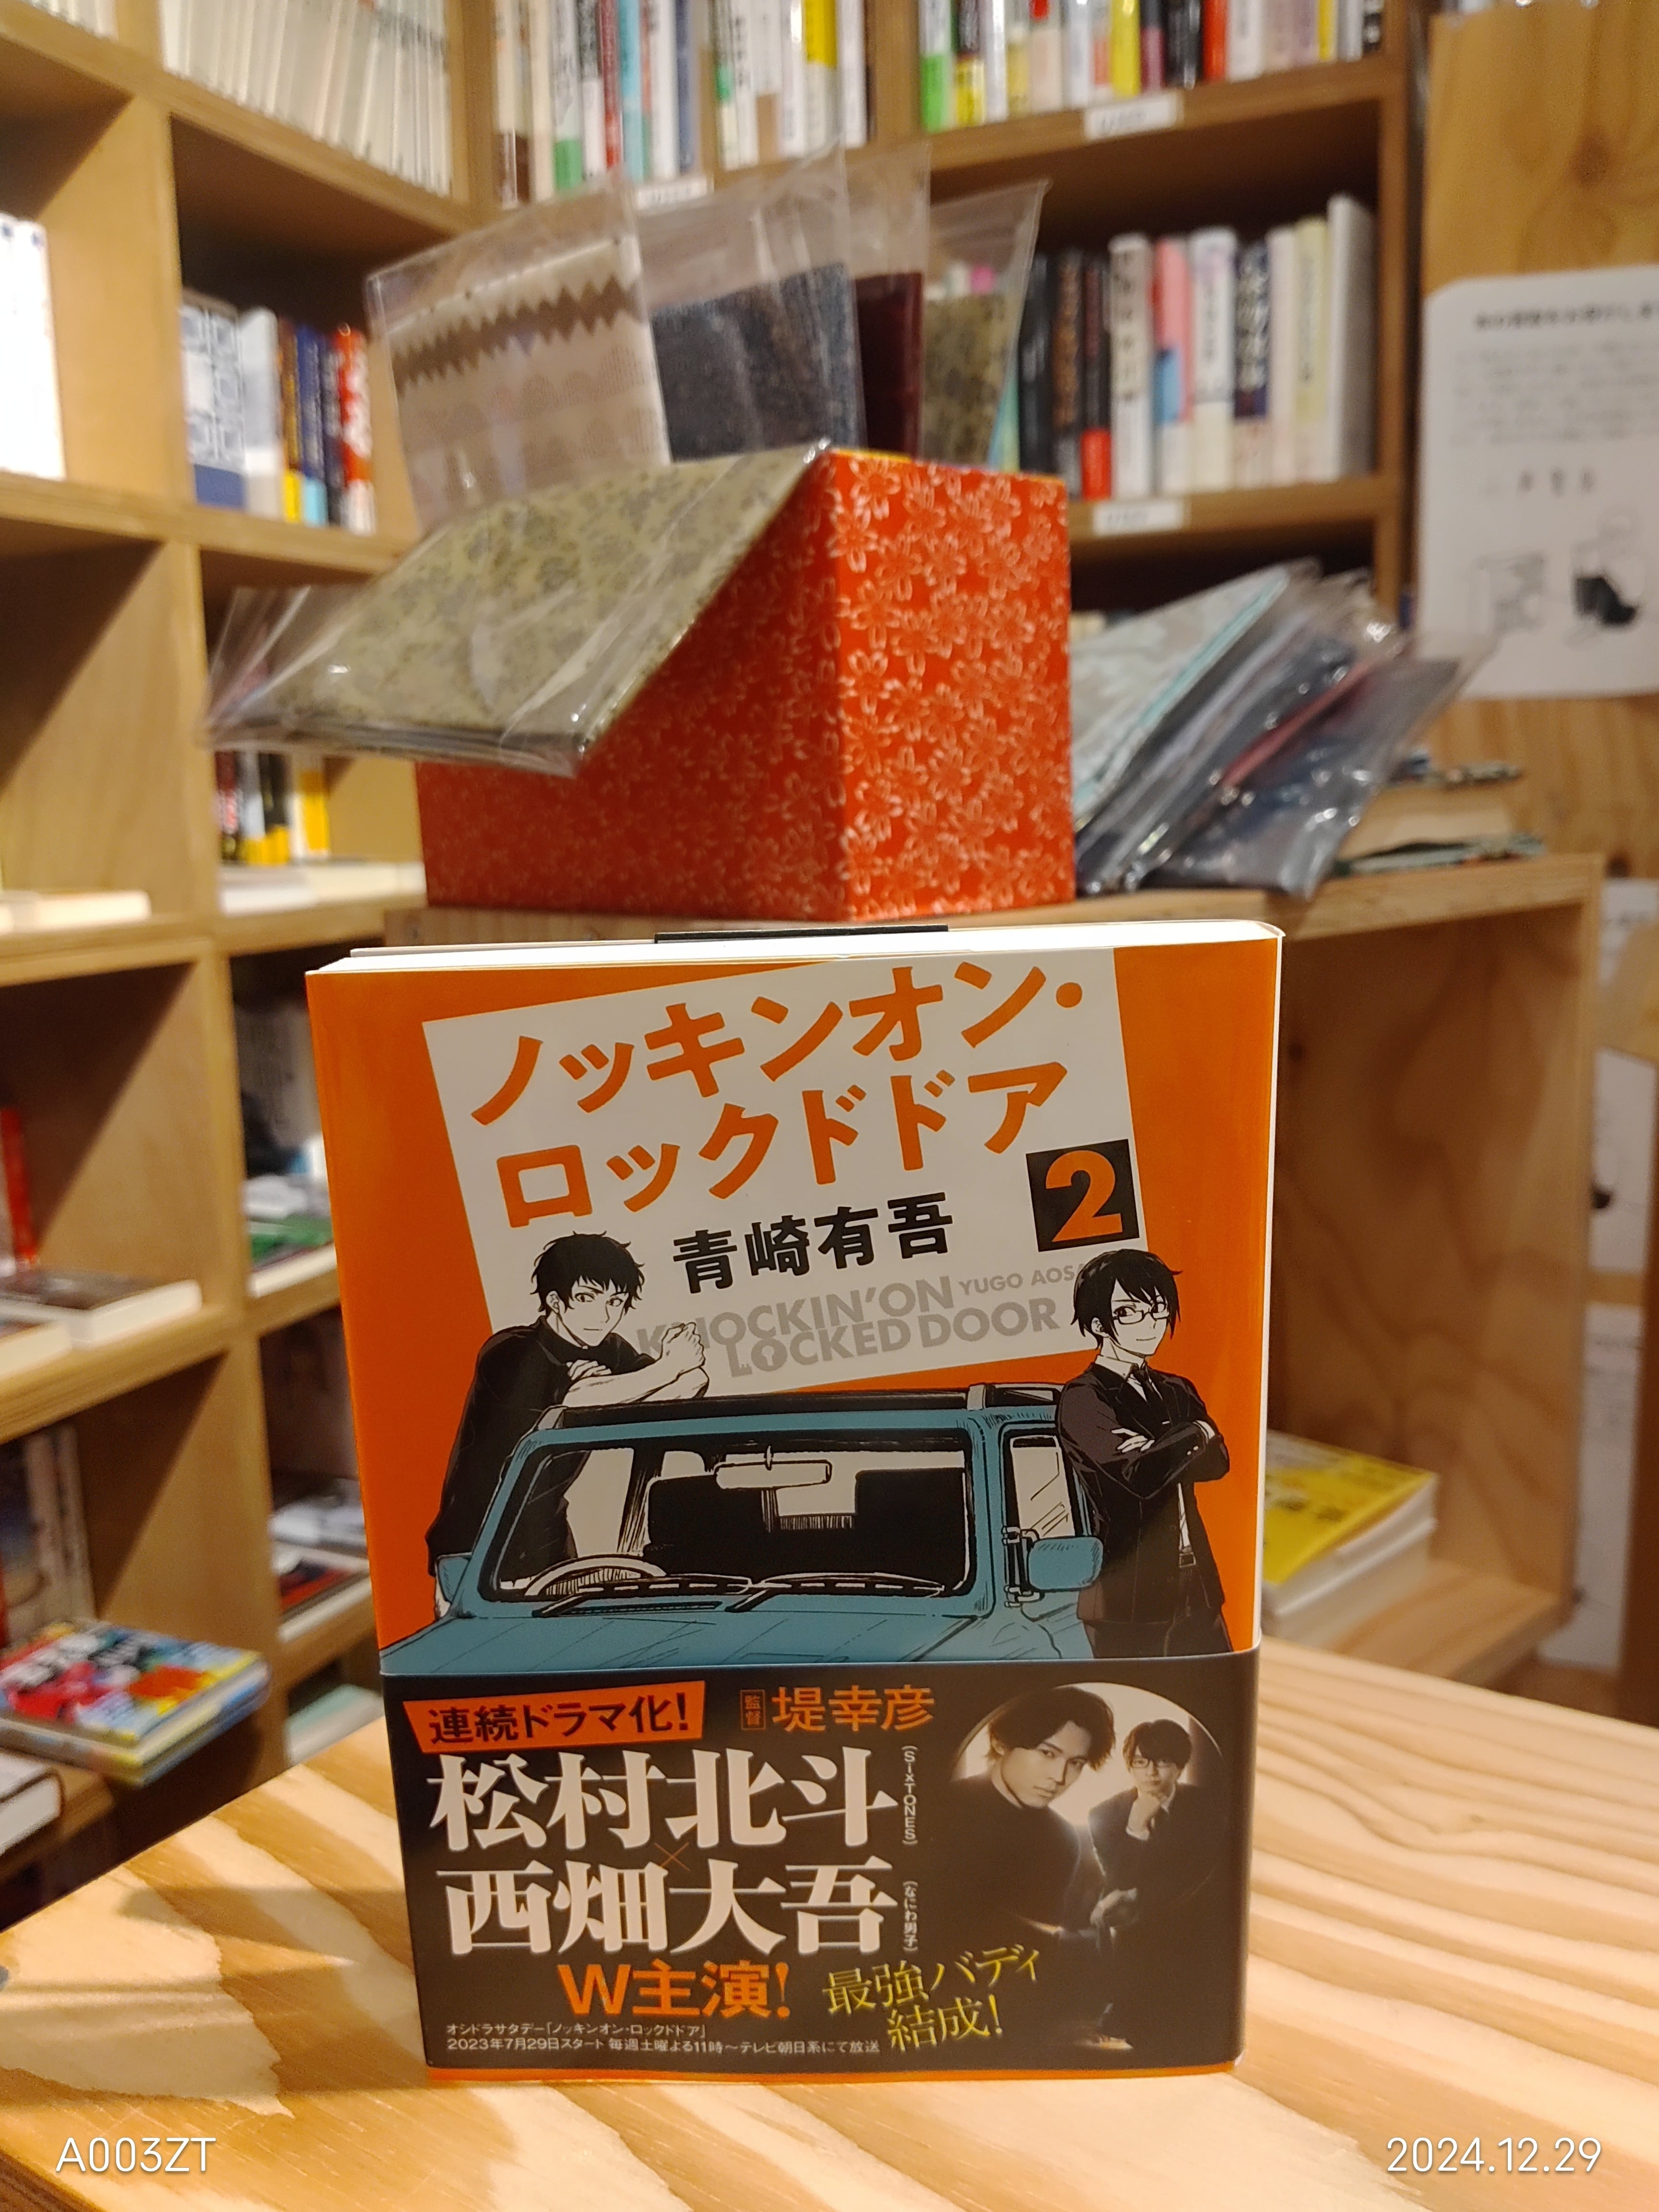 ノッキンオン・
ロックドドア
2
青崎有吾
KNOCKIN'ON
YUGO AOSA
LOCKED DOOR
連続ドラマ化!
監督 堤幸彦
松村北斗
(SixTONES)
×
西畑大吾
(なにわ男子)
W主演!
最強バディ
結成!
オシドラサタデー「ノッキンオン・ロックドドア」
2023年7月29日スタート 毎週土曜よる11時〜テレビ朝日系にて放送
A003ZT
2024.12.29